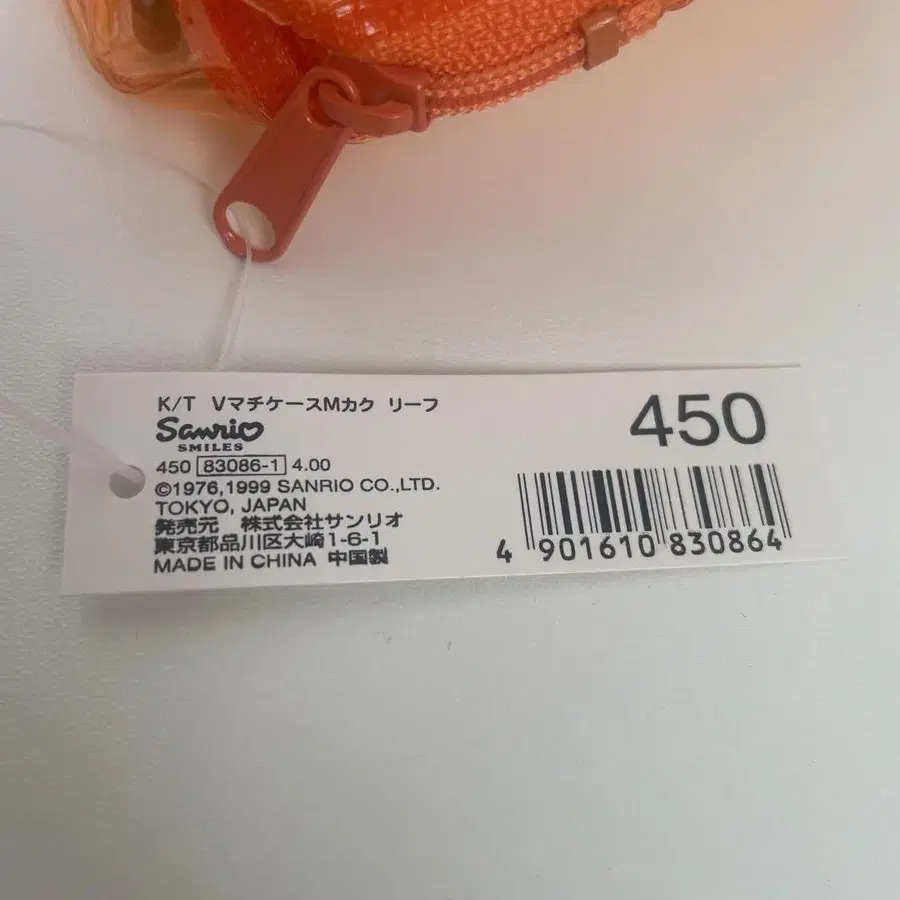 K/T VマチケースMカク リーフ
Sanrio
SMILES
450 83086-1 4.00
©1976,1999 SANRIO CO.,LTD.
TOKYO, JAPAN
発売元 株式会社サンリオ
東京都品川区大崎1-6-1
MADE IN CHINA 中国製
450
4 901610 830864